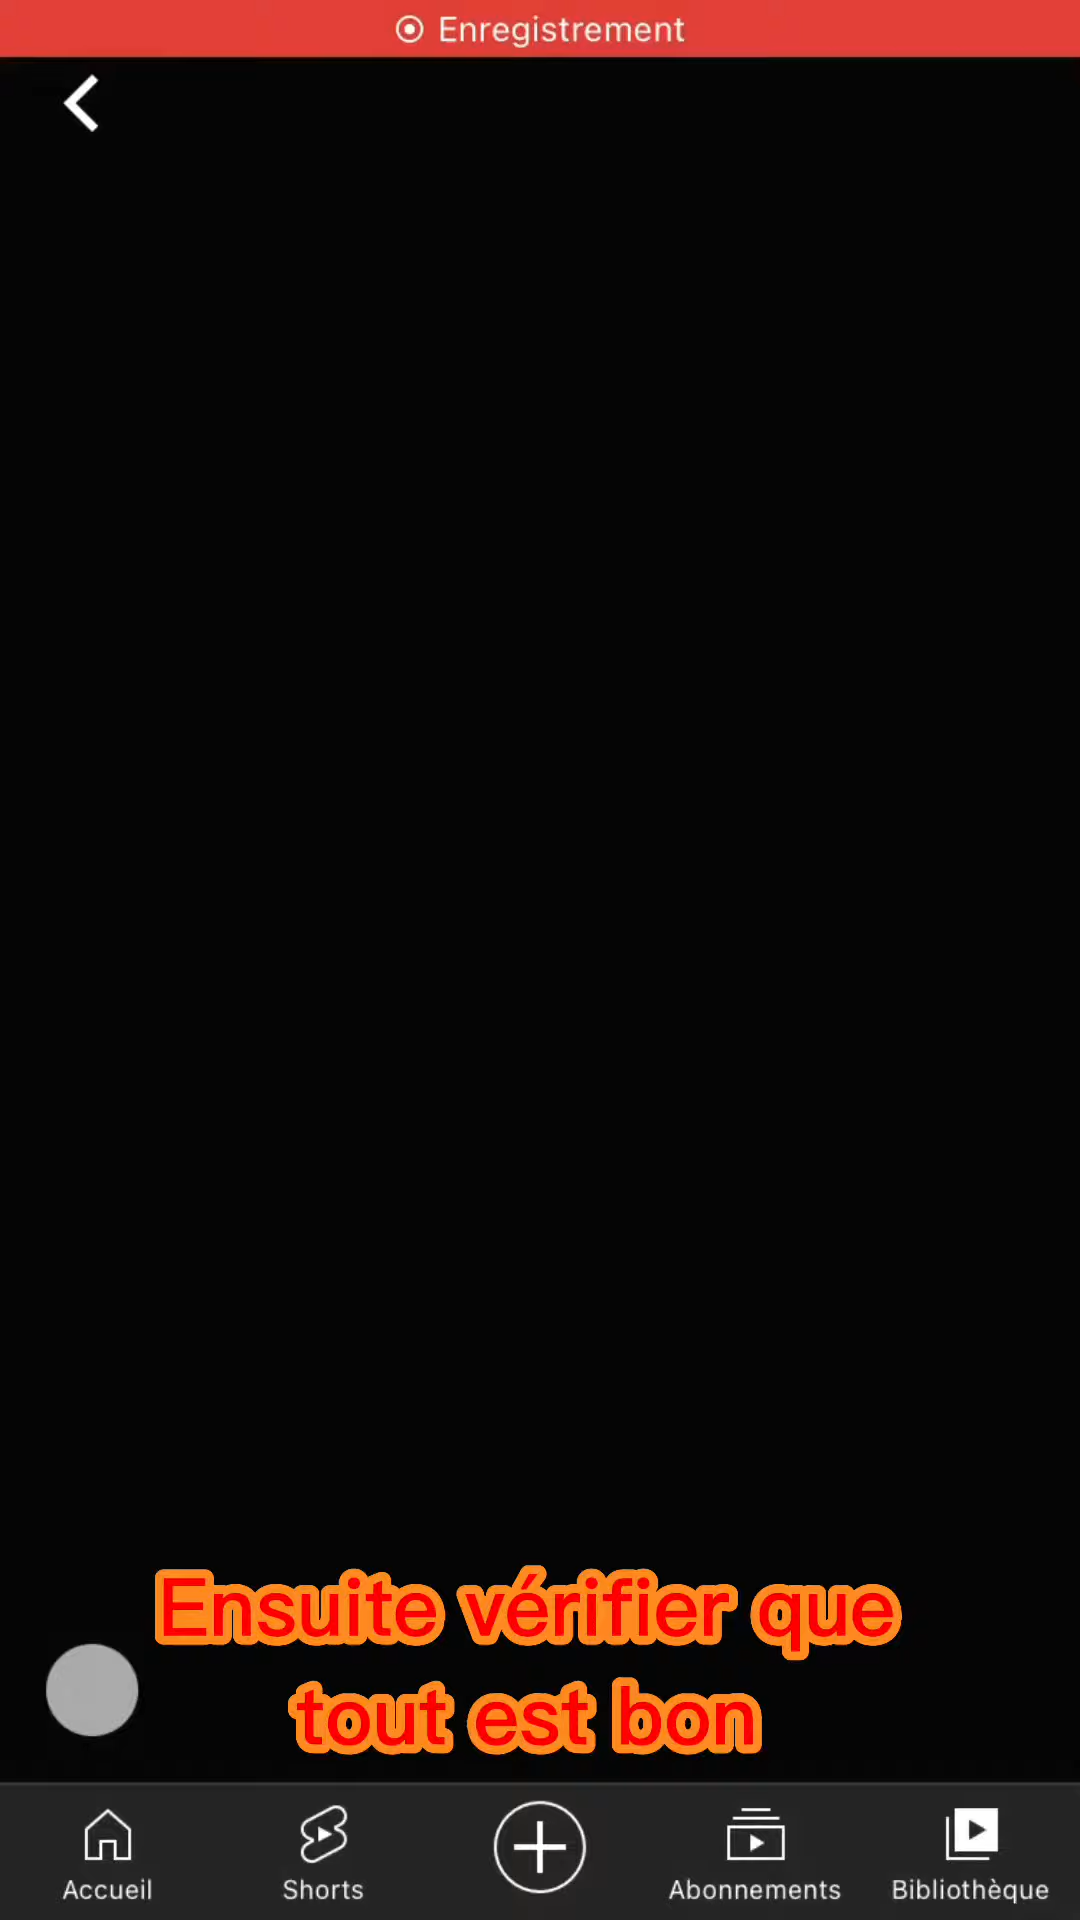 Enregistrement
Ensuite vérifier que
tout est bon
Accueil
Shorts
Abonnements
Bibliothèque